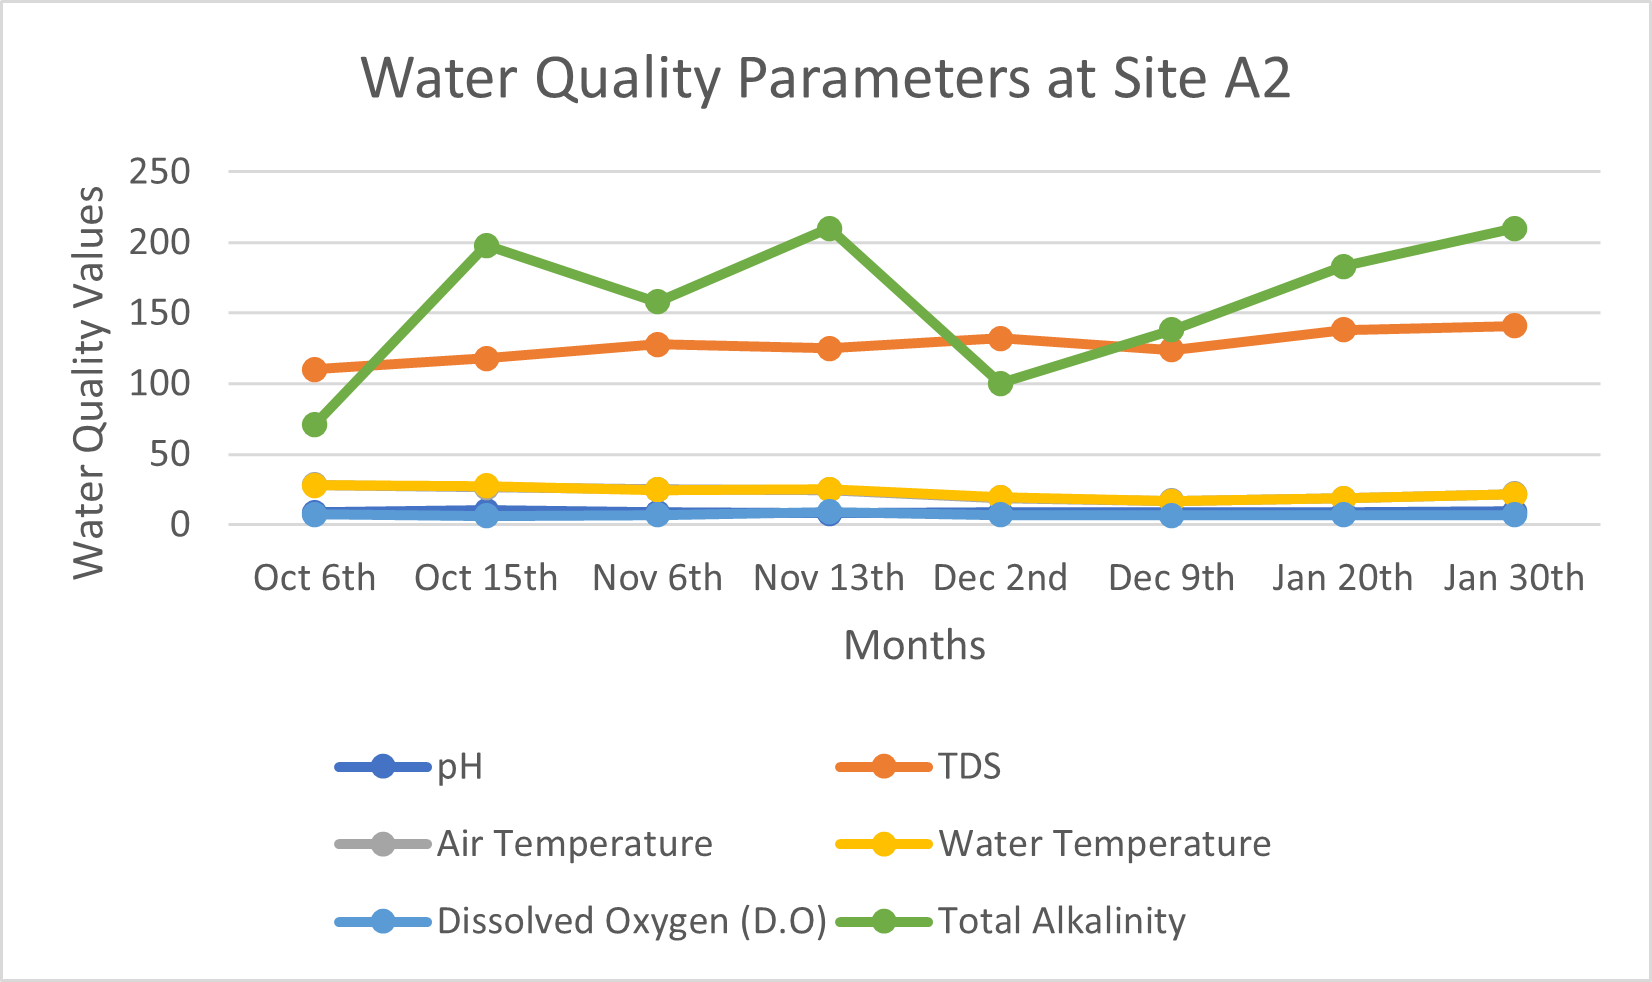 Water Quality Parameters at Site A2
Water Quality Values
250
200
150
100
50
0
Oct 6th Oct 15th Nov 6th Nov 13th Dec 2nd Dec 9th Jan 20th Jan 30th
Months
pH TDS
Air Temperature Water Temperature
Dissolved Oxygen (D.O) Total Alkalinity